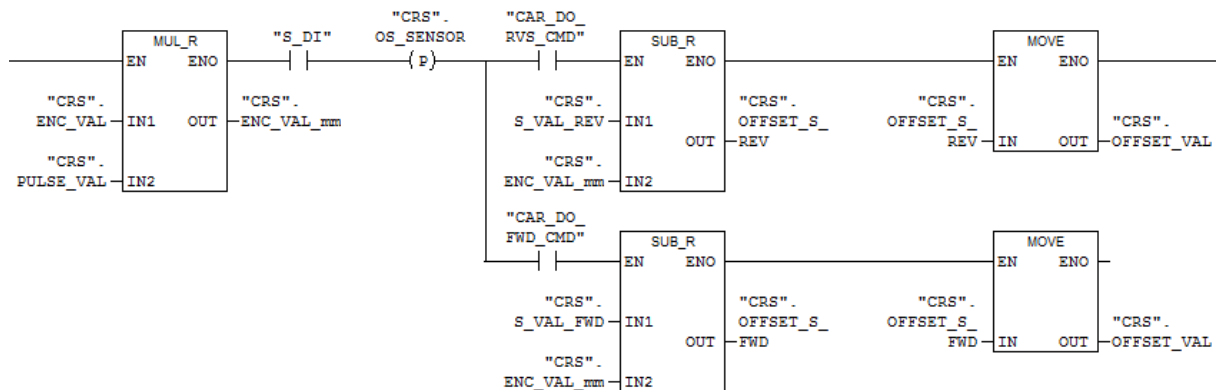 "CRS".
"CAR_DO_
MUL_R
"S_DI"
OS_SENSOR
RVS_CMD"
SUB_R
MOVE
EN ENO
(P)
EN ENO
EN ENO
"CRS".
ENC_VAL
IN1 OUT
"CRS".
ENC_VAL_mm
"CRS".
PULSE_VAL
IN2
"CRS".
S_VAL_REV
IN1
OUT
"CRS".
OFFSET_S_
REV
"CRS".
ENC_VAL_mm
IN2
"CRS".
OFFSET_S_
REV
IN OUT
"CRS".
OFFSET_VAL
"CAR_DO_
FWD_CMD"
SUB_R
MOVE
EN ENO
EN ENO
"CRS".
S_VAL_FWD
IN1
OUT
"CRS".
OFFSET_S_
FWD
"CRS".
ENC_VAL_mm
IN2
"CRS".
OFFSET_S_
FWD
IN OUT
"CRS".
OFFSET_VAL